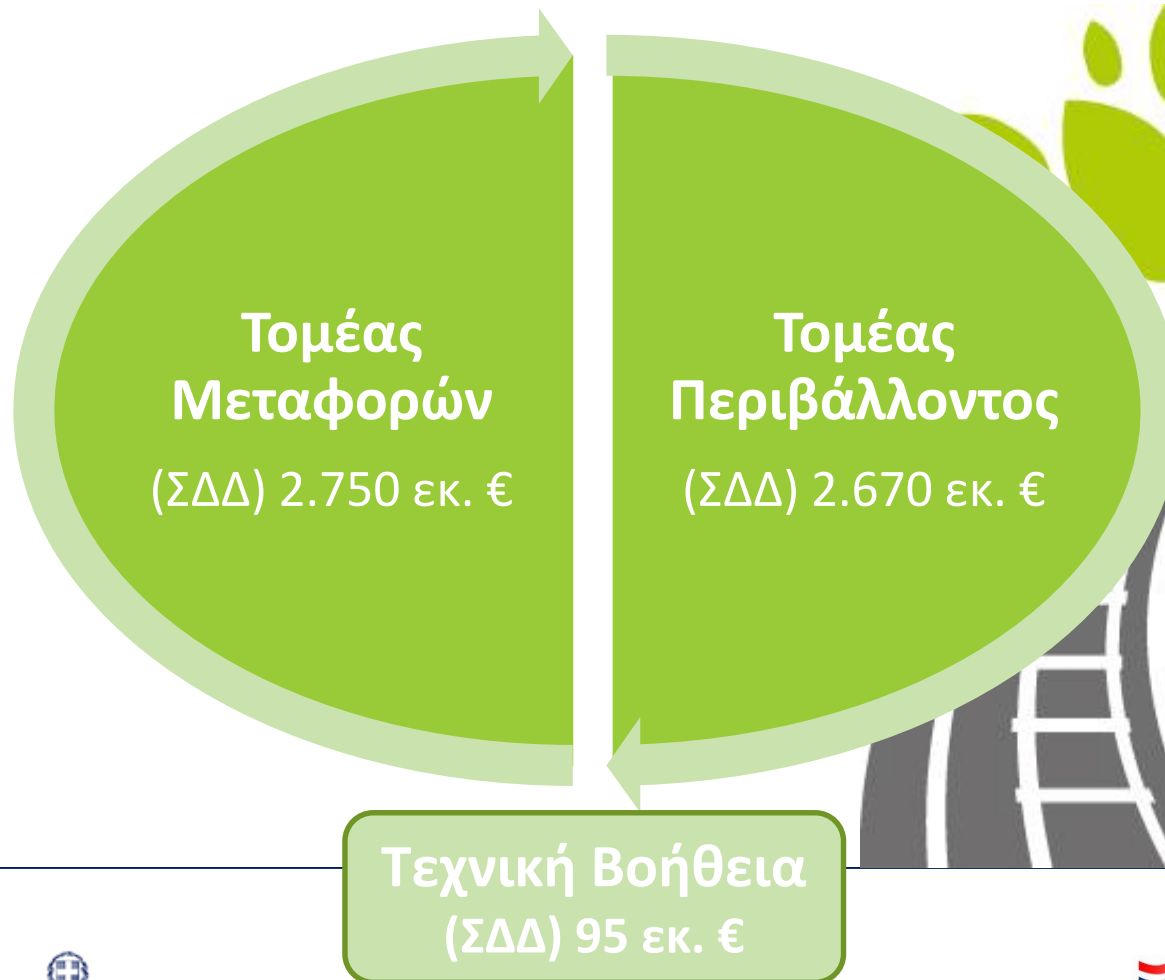 Τομέας
Μεταφορών
(ΣΔΔ) 2.750 εκ. €
Τομέας
Περιβάλλοντος
(ΣΔΔ) 2.670 εκ. €
Τεχνική Βοήθεια
(ΣΔΔ) 95 εκ. €